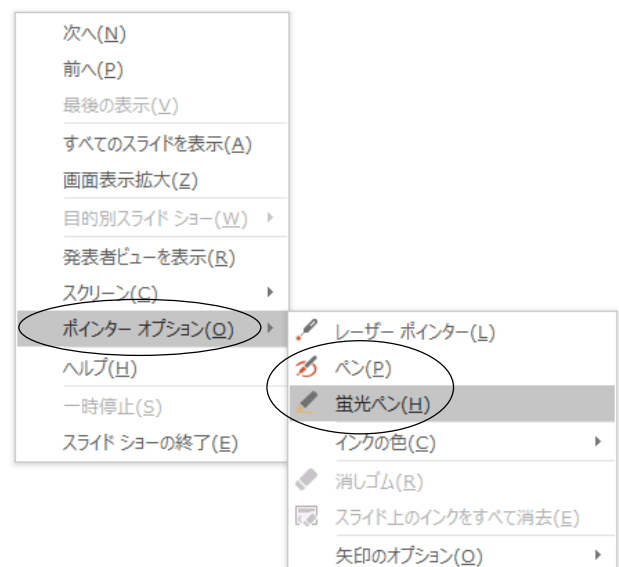 次へ(N)
前へ(P)
最後の表示(V)
すべてのスライドを表示(A)
画面表示拡大(Z)
目的別スライド ショー(W)
発表者ビューを表示(R)
スクリーン(C)
ポインター オプション(O)
ヘルプ(H)
一時停止(S)
スライド ショーの終了(E)
レーザー ポインター(L)
ペン(P)
蛍光ペン(H)
インクの色(C)
消しゴム(R)
スライド上のインクをすべて消去(E)
矢印のオプション(O)